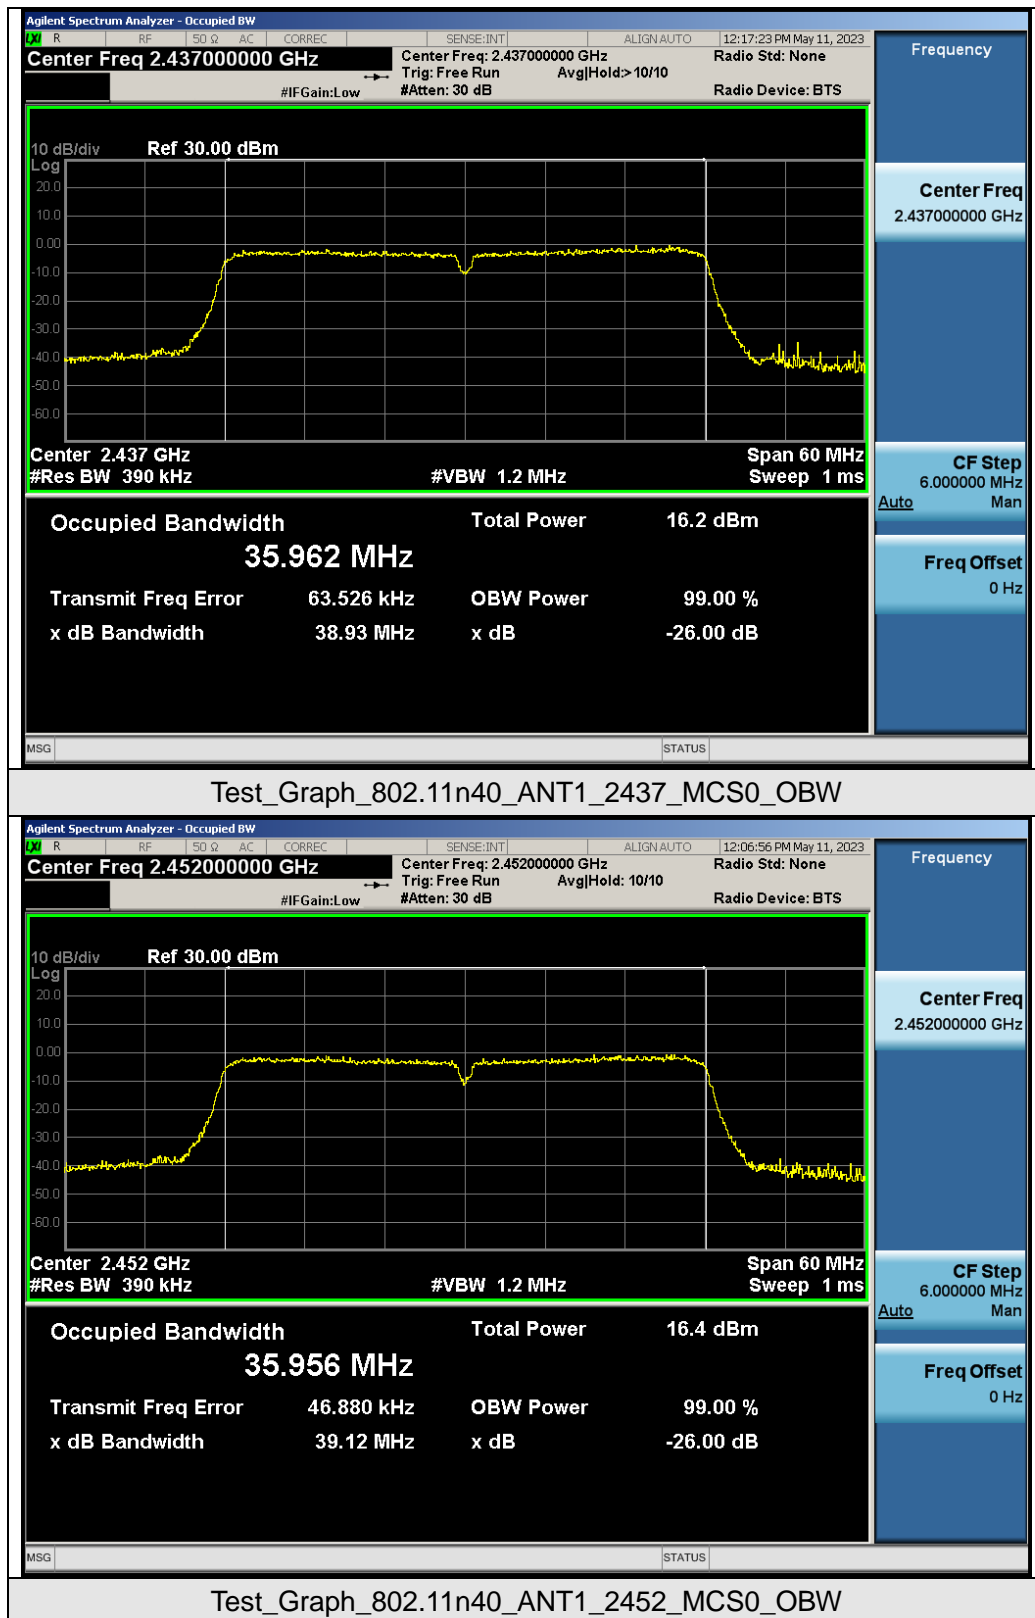 Agilent Spectrum Analyzer - Occupied BW
LXI R RF 50 Ω AC CORREC SENSE:INT ALIGN AUTO 12:17:23 PM May 11, 2023
Center Freq 2.437000000 GHz
Center Freq: 2.437000000 GHz Radio Std: None
Trig: Free Run Avg|Hold:> 10/10
#IFGain:Low #Atten: 30 dB Radio Device: BTS
Frequency
10 dB/div Ref 30.00 dBm
Log
20.0
10.0
0.00
-10.0
-20.0
-30.0
-40.0
-50.0
-60.0
Center 2.437 GHz Span 60 MHz
#Res BW 390 kHz #VBW 1.2 MHz Sweep 1 ms
Center Freq
2.437000000 GHz
CF Step
6.000000 MHz
Auto Man
Freq Offset
0 Hz
Occupied Bandwidth Total Power 16.2 dBm
35.962 MHz
Transmit Freq Error 63.526 kHz OBW Power 99.00 %
x dB Bandwidth 38.93 MHz x dB -26.00 dB
MSG STATUS
Test_Graph_802.11n40_ANT1_2437_MCS0_OBW
Agilent Spectrum Analyzer - Occupied BW
LXI R RF 50 Ω AC CORREC SENSE:INT ALIGN AUTO 12:06:56 PM May 11, 2023
Center Freq 2.452000000 GHz
Center Freq: 2.452000000 GHz Radio Std: None
Trig: Free Run Avg|Hold: 10/10
#IFGain:Low #Atten: 30 dB Radio Device: BTS
Frequency
10 dB/div Ref 30.00 dBm
Log
20.0
10.0
0.00
-10.0
-20.0
-30.0
-40.0
-50.0
-60.0
Center 2.452 GHz Span 60 MHz
#Res BW 390 kHz #VBW 1.2 MHz Sweep 1 ms
Center Freq
2.452000000 GHz
CF Step
6.000000 MHz
Auto Man
Freq Offset
0 Hz
Occupied Bandwidth Total Power 16.4 dBm
35.956 MHz
Transmit Freq Error 46.880 kHz OBW Power 99.00 %
x dB Bandwidth 39.12 MHz x dB -26.00 dB
MSG STATUS
Test_Graph_802.11n40_ANT1_2452_MCS0_OBW